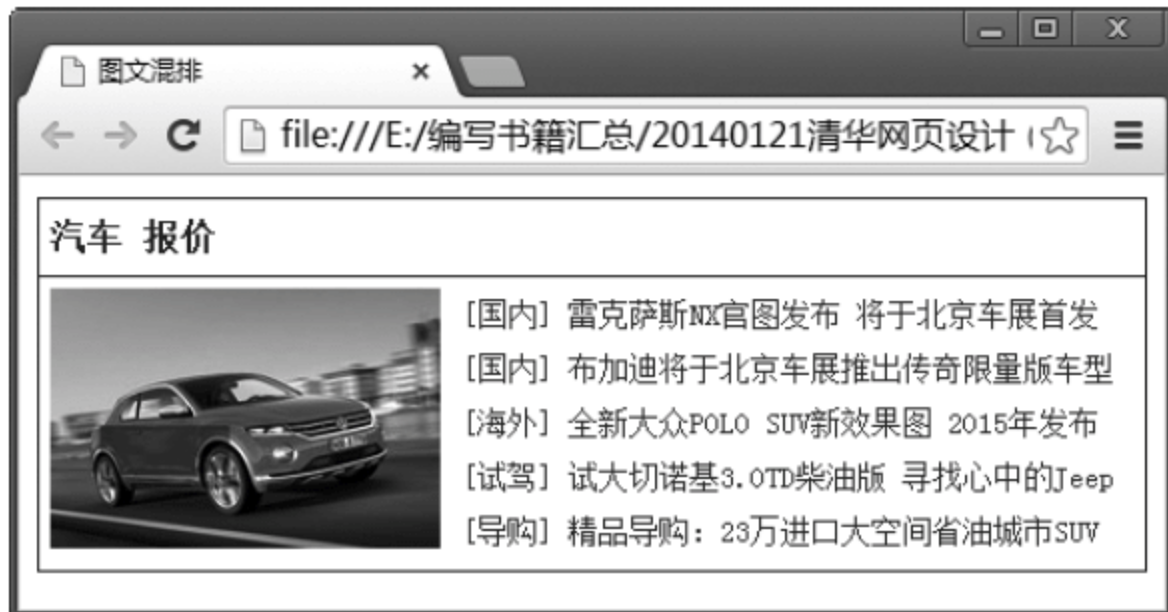 图文混排
file:///E:/编写书籍汇总/20140121清华网页设计
汽车 报价
[国内] 雷克萨斯NX官图发布 将于北京车展首发
[国内] 布加迪将于北京车展推出传奇限量版车型
[海外] 全新大众POLO SUV新效果图 2015年发布
[试驾] 试大切诺基3.0TD柴油版 寻找心中的Jeep
[导购] 精品导购：23万进口大空间省油城市SUV